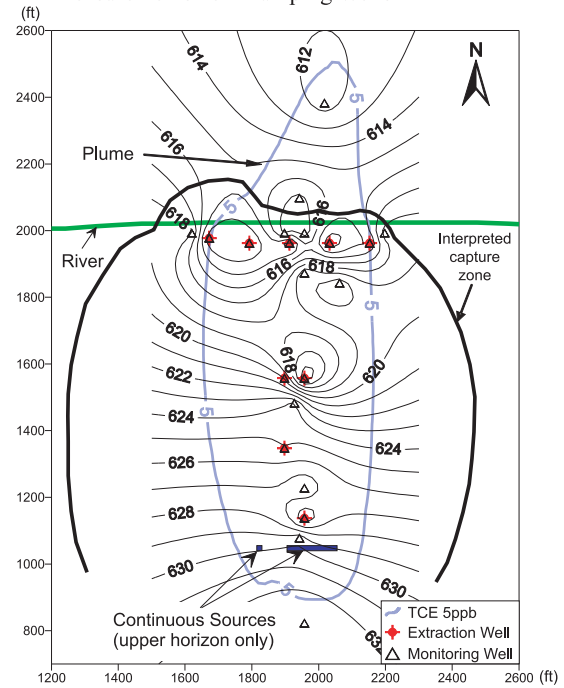 (ft)
2600
2400
2200
2000
1800
1600
1400
1200
1000
800
1200 1400 1600 1800 2000 2200 2400 2600 (ft)
N
614
612
5
614
616
Plume
5
616
618
River
616
618
Interpreted
capture
zone
5
620
618
620
622
624
5
624
626
628
630
630
5
Continuous Sources
(upper horizon only)
TCE 5ppb
Extraction Well
Monitoring Well